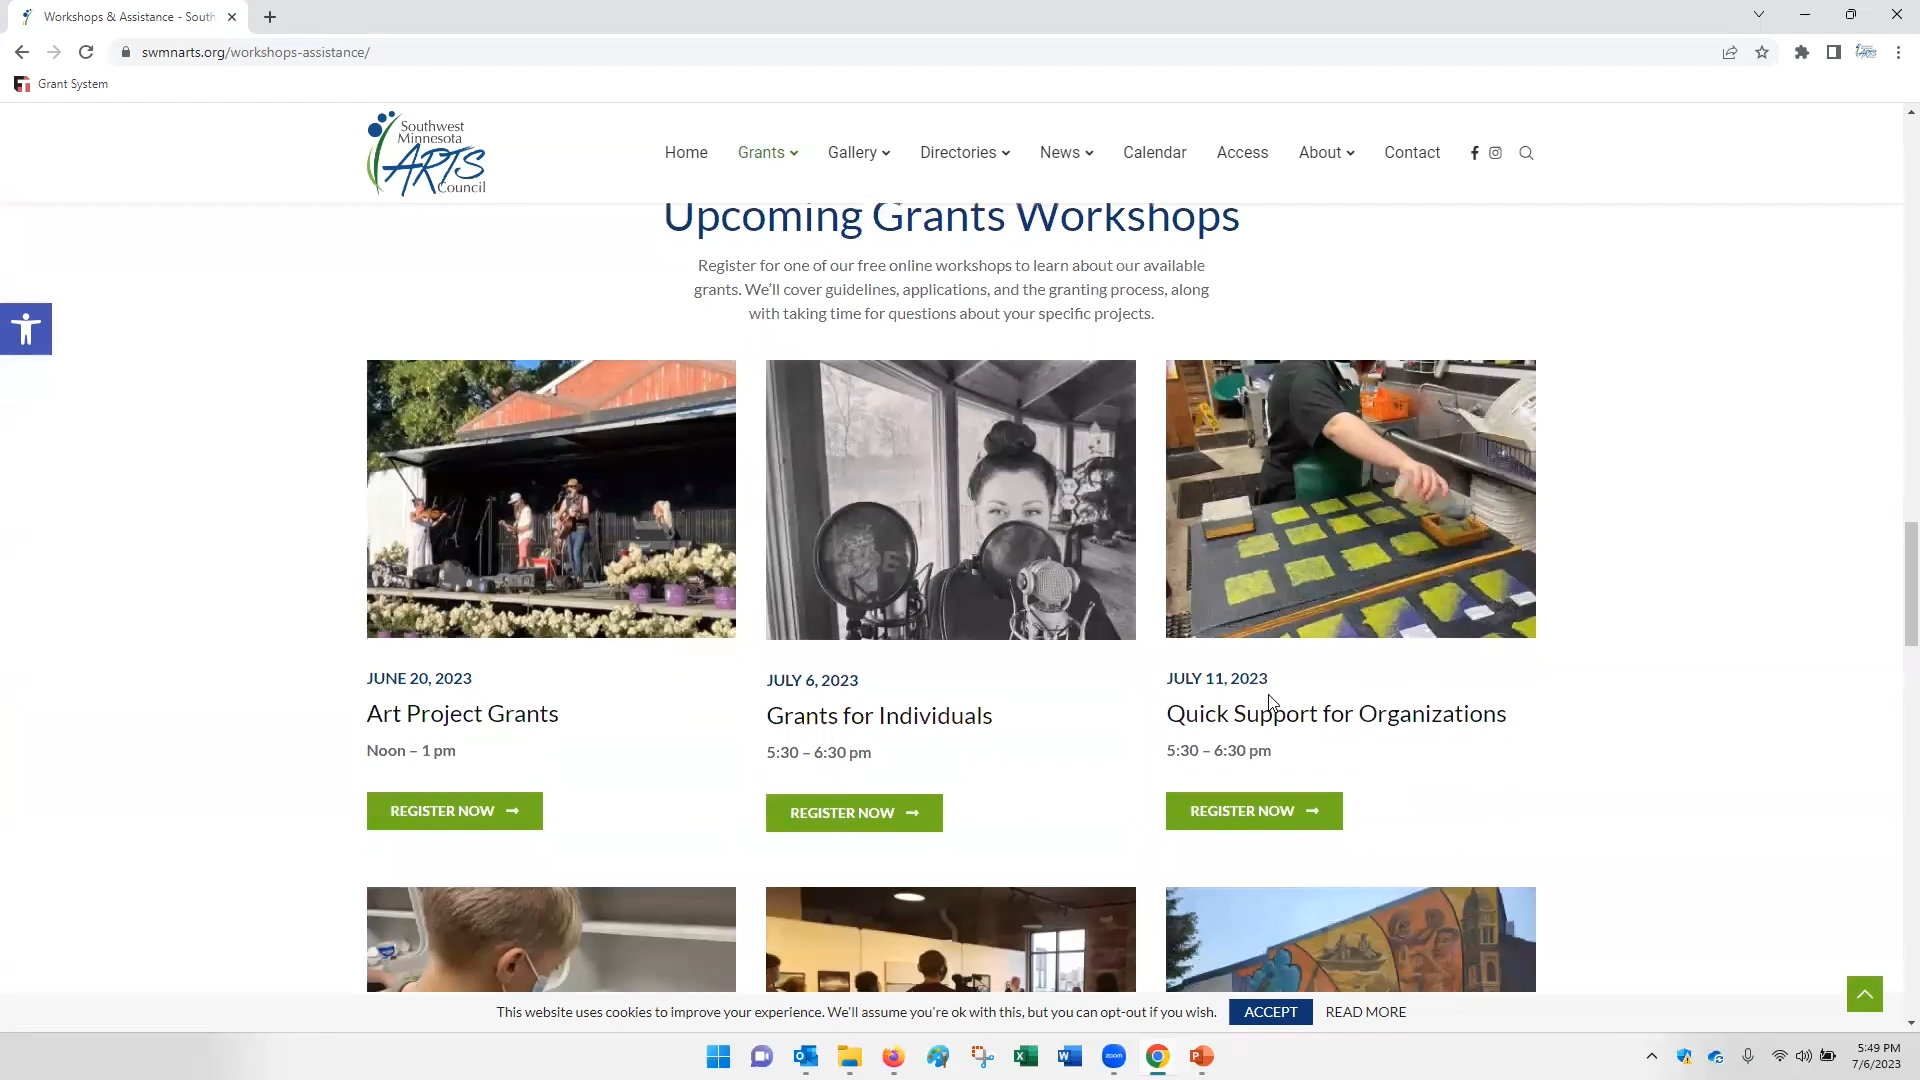 Workshops & Assistance - South
swmnarts.org/workshops-assistance/
Grant System
Southwest
Minnesota
ARTS
Council
Home
Grants
Gallery
Directories
News
Calendar
Access
About
Contact
Upcoming Grants Workshops
Register for one of our free online workshops to learn about our available
grants. We'll cover guidelines, applications, and the granting process, along
with taking time for questions about your specific projects.
JUNE 20, 2023
Art Project Grants
Noon – 1 pm
REGISTER NOW
JULY 6, 2023
Grants for Individuals
5:30 – 6:30 pm
REGISTER NOW
JULY 11, 2023
Quick Support for Organizations
5:30 – 6:30 pm
REGISTER NOW
This website uses cookies to improve your experience. We'll assume you're ok with this, but you can opt-out if you wish.
ACCEPT
READ MORE
zoom
5:49 PM
7/6/2023